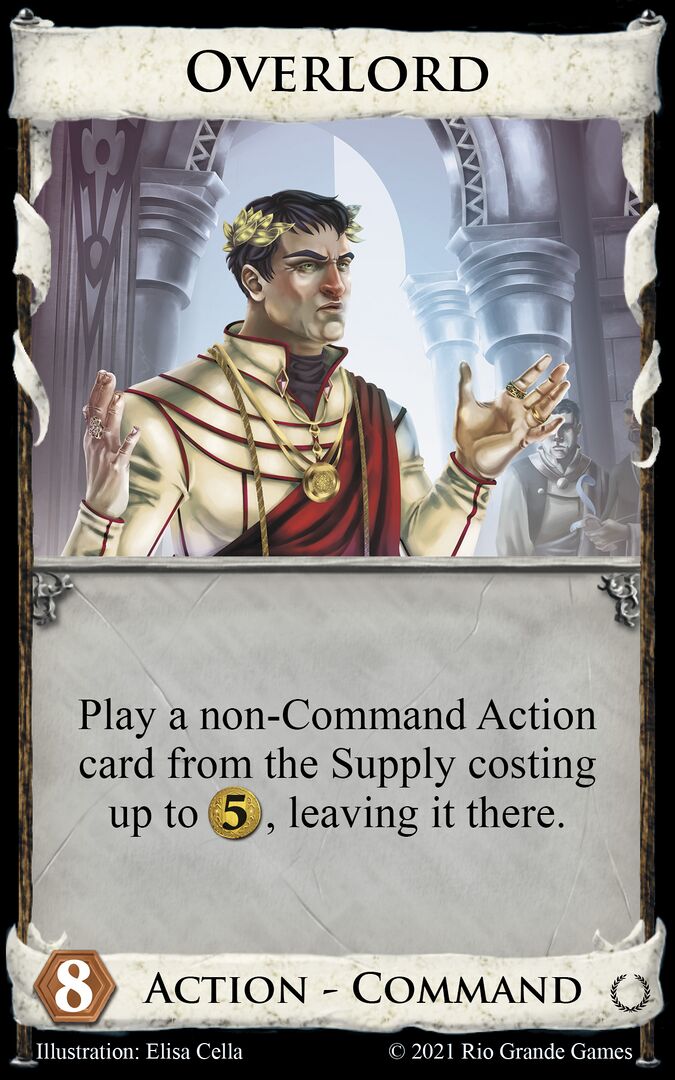 Overlord
Play a non-Command Action
card from the Supply costing
up to 5, leaving it there.
8 Action - Command
Illustration: Elisa Cella © 2021 Rio Grande Games